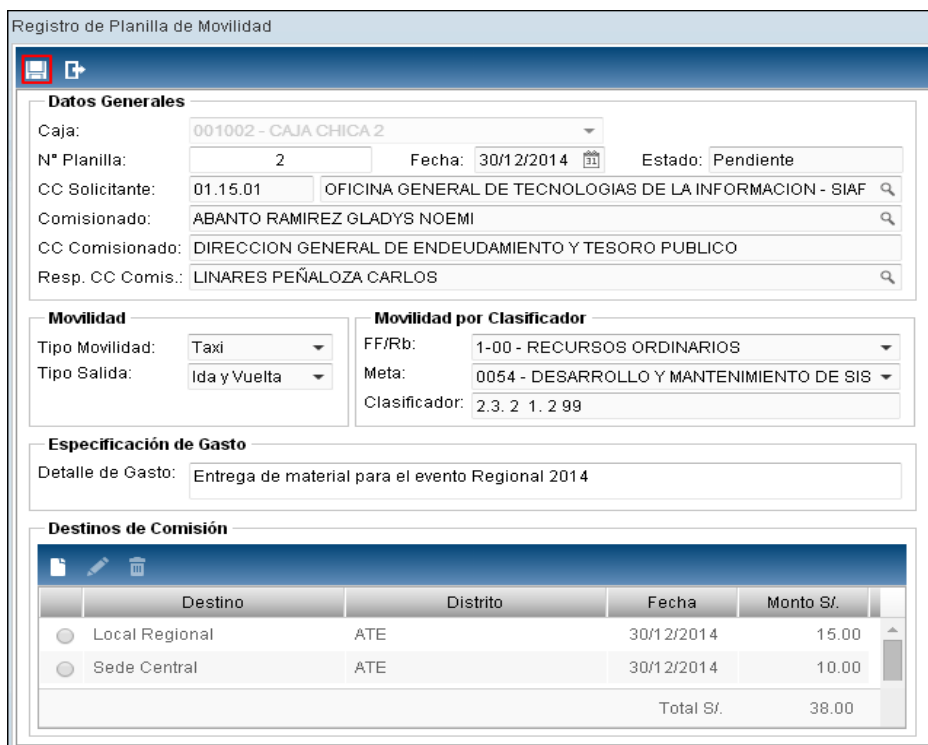 Registro de Planilla de Movilidad
Datos Generales
Caja: 001002 - CAJA CHICA 2
N° Planilla: 2 Fecha: 30/12/2014 31 Estado: Pendiente
CC Solicitante: 01.15.01 OFICINA GENERAL DE TECNOLOGIAS DE LA INFORMACION - SIAF
Comisionado: ABANTO RAMIREZ GLADYS NOEMI
CC Comisionado: DIRECCION GENERAL DE ENDEUDAMIENTO Y TESORO PUBLICO
Resp. CC Comis.: LINARES PEÑALOZA CARLOS
Movilidad
Tipo Movilidad: Taxi
Tipo Salida: Ida y Vuelta
Movilidad por Clasificador
FF/Rb: 1-00 - RECURSOS ORDINARIOS
Meta: 0054 - DESARROLLO Y MANTENIMIENTO DE SIS
Clasificador: 2.3. 2 1. 2 99
Especificación de Gasto
Detalle de Gasto: Entrega de material para el evento Regional 2014
Destinos de Comisión
Destino Distrito Fecha Monto S/.
Local Regional ATE 30/12/2014 15.00
Sede Central ATE 30/12/2014 10.00
Total S/. 38.00